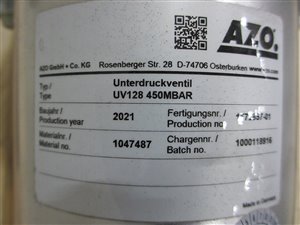 AZO.
AZO GmbH + Co. KG Rosenberger Str. 28 D-74706 Osterburken
Typ / Unterdruckventil
Type UV128 450MBAR
Baujahr / 2021 Fertigungsnr. /
Production year Production no
Materialnr. / 1047487 Chargennr. / 1000118816
Material no. Batch no.